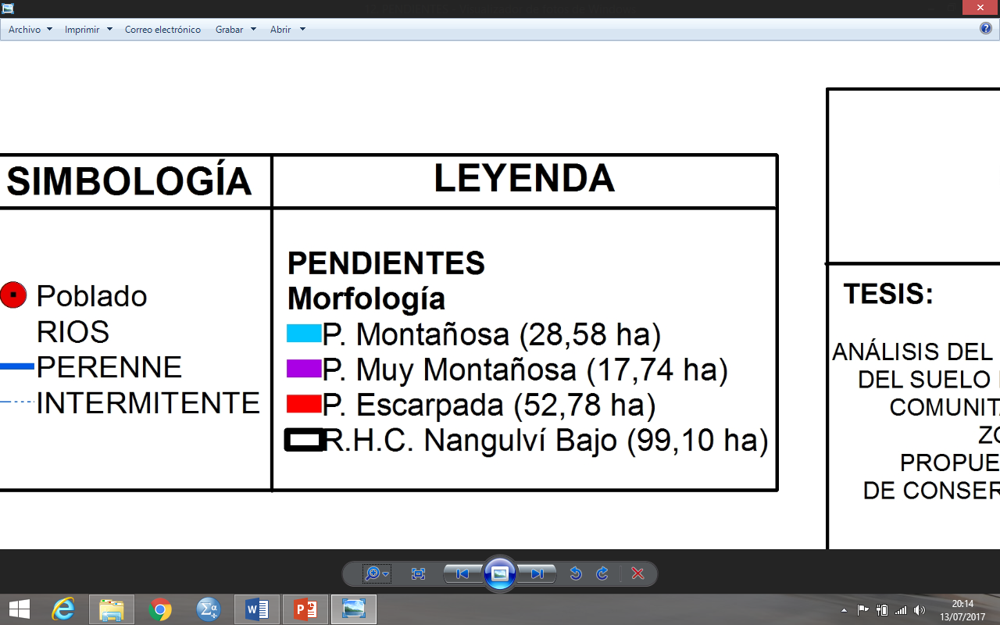 Archivo Imprimir Correo electrónico Grabar Abrir
SIMBOLOGÍA
Poblado
RIOS
PERENNE
INTERMITENTE
LEYENDA
PENDIENTES
Morfología
P. Montañosa (28,58 ha)
P. Muy Montañosa (17,74 ha)
P. Escarpada (52,78 ha)
R.H.C. Nangulví Bajo (99,10 ha)
TESIS:
ANÁLISIS DEL
DEL SUELO
COMUNITA
ZO
PROPUE
DE CONSER
20:14
13/07/2017